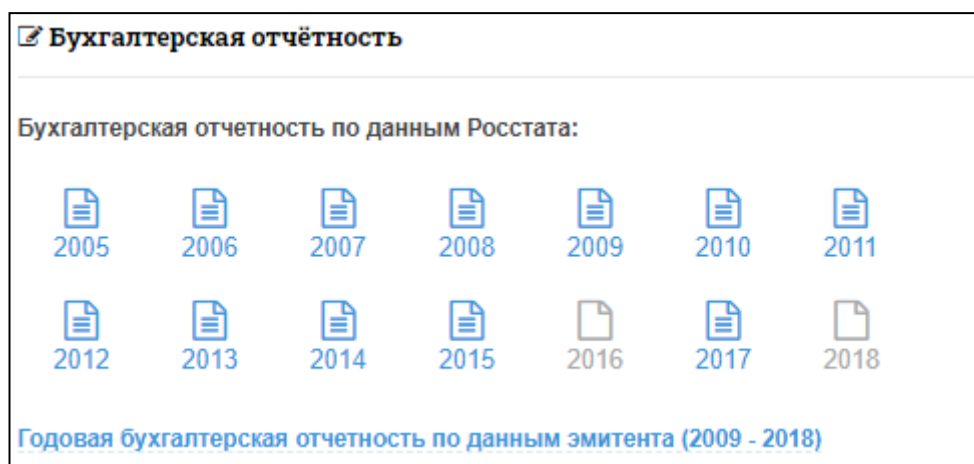 Бухгалтерская отчётность
Бухгалтерская отчетность по данным Росстата:
2005 2006 2007 2008 2009 2010 2011
2012 2013 2014 2015 2016 2017 2018
Годовая бухгалтерская отчетность по данным эмитента (2009 - 2018)